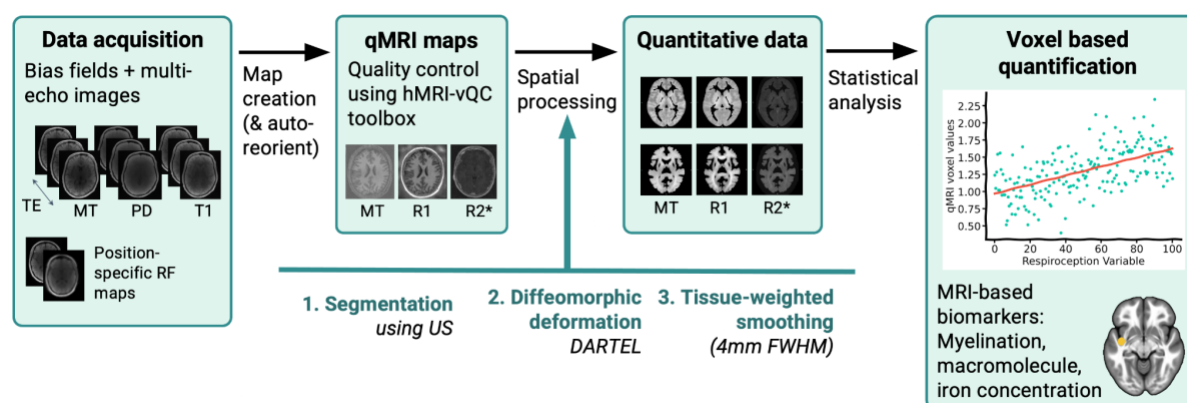 Data acquisition
Bias fields + multi-
echo images
TE
MT
PD
T1
Position-
specific RF
maps
Map
creation
(& auto-
reorient)
qMRI maps
Quality control
using hMRI-vQC
toolbox
MT
R1
R2*
Spatial
processing
Quantitative data
MT
R1
R2*
Statistical
analysis
1. Segmentation
using US
2. Diffeomorphic
deformation
DARTEL
3. Tissue-weighted
smoothing
(4mm FWHM)
Voxel based
quantification
qMRI voxel values
2.25
2.00
1.75
1.50
1.25
1.00
0.75
0.50
0
20
40
60
80
100
Respiroception Variable
MRI-based
biomarkers:
Myelination,
macromolecule,
iron concentration